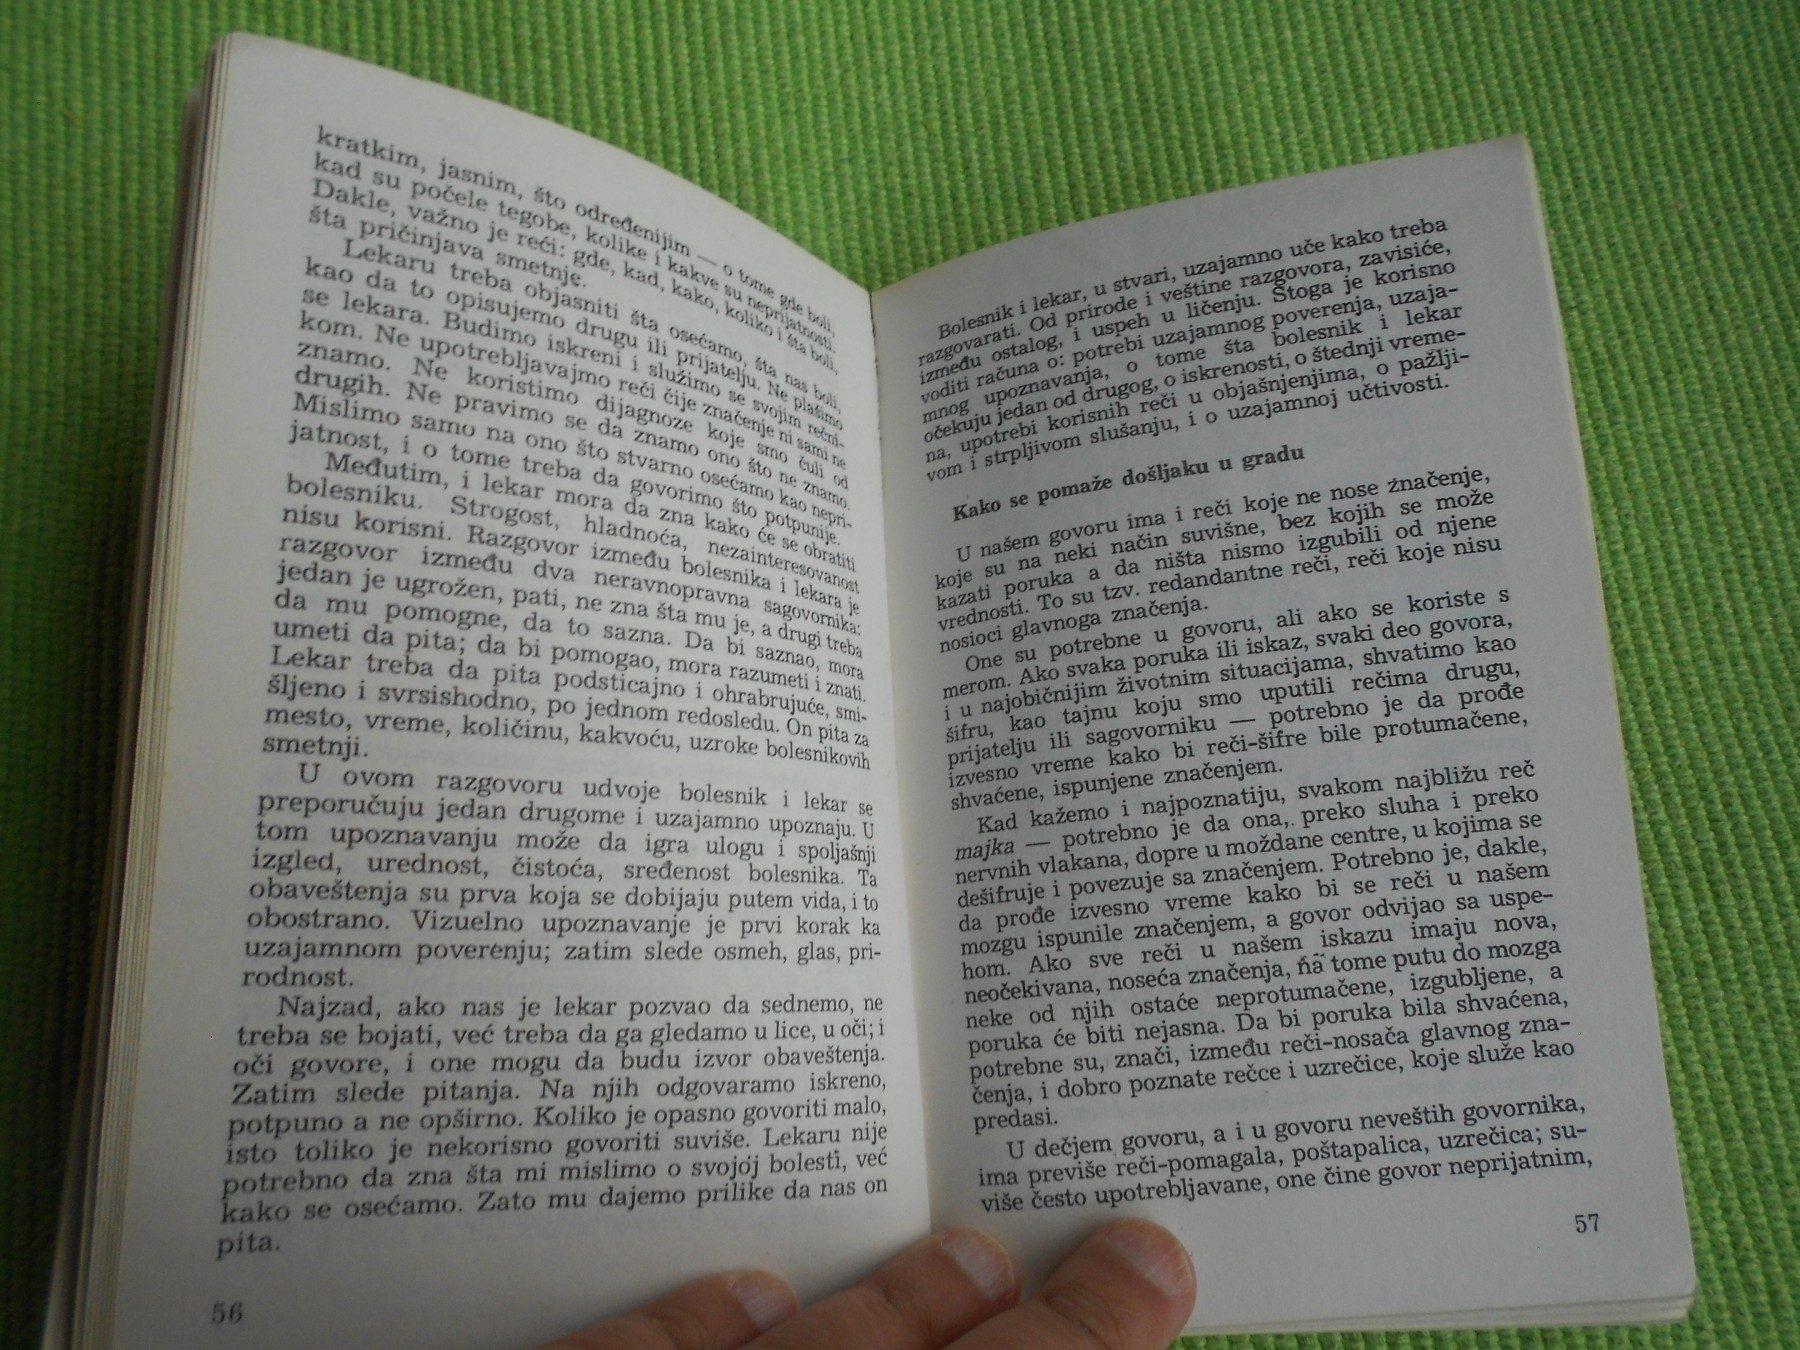 kratkim, jasnim, što određenijim — o tome gde boli,
kad su počele tegobe, kolike i kakve su neprijatnosti.
Dakle, važno je reći: gde, kad, kako, koliko i šta boli,
šta pričinjava smetnje.
Lekaru treba objasniti šta osećamo, šta nas boli,
kao da to opisujemo drugu ili prijatelju. Ne plašimo
se lekara. Budimo iskreni i služimo se svojim rečni-
kom. Ne upotrebljavajmo reči čije značenje ni sami ne
znamo. Ne koristimo dijagnoze koje smo čuli od
drugih. Ne pravimo se da znamo ono što ne znamo.
Mislimo samo na ono što stvarno osećamo kao nepri-
jatnost, i o tome treba da govorimo što potpunije.
Međutim, i lekar mora da zna kako će se obratiti
bolesniku. Strogost, hladnoća, nezainteresovanost
nisu korisni. Razgovor između bolesnika i lekara je
razgovor između dva neravnopravna sagovornika:
jedan je ugrožen, pati, ne zna šta mu je, a drugi treba
da mu pomogne, da to sazna. Da bi saznao, mora
umeti da pita; da bi pomogao, mora razumeti i znati.
Lekar treba da pita podsticajno i ohrabrujuće, smi-
šljeno i svrsishodno, po jednom redosledu. On pita za
mesto, vreme, količinu, kakvoću, uzroke bolesnikovih
smetnji.
U ovom razgovoru udvoje bolesnik i lekar se
preporučuju jedan drugome i uzajamno upoznaju. U
tom upoznavanju može da igra ulogu i spoljašnji
izgled, urednost, čistoća, sređenost bolesnika. Ta
obaveštenja su prva koja se dobijaju putem vida, i to
obostrano. Vizuelno upoznavanje je prvi korak ka
uzajamnom poverenju; zatim slede osmeh, glas, pri-
rodnost.
Najzad, ako nas je lekar pozvao da sednemo, ne
treba se bojati, već treba da ga gledamo u lice, u oči; i
oči govore, i one mogu da budu izvor obaveštenja.
Zatim slede pitanja. Na njih odgovaramo iskreno,
potpuno a ne opširno. Koliko je opasno govoriti malo,
isto toliko je nekorisno govoriti suviše. Lekaru nije
potrebno da zna šta mi mislimo o svojoj bolesti, već
kako se osećamo. Zato mu dajemo prilike da nas on
pita.
56
Bolesnik i lekar, u stvari, uzajamno uče kako treba
razgovarati. Od prirode i veštine razgovora, zavisiće,
između ostalog, i uspeh u ličenju. Stoga je korisno
voditi računa o: potrebi uzajamnog poverenja, uzaja-
mnog upoznavanja, o tome šta bolesnik i lekar
očekuju jedan od drugog, o iskrenosti, o štednji vreme-
na, upotrebi korisnih reči u objašnjenjima, o pažlji-
vom i strpljivom slušanju, i o uzajamnoj učtivosti.
Kako se pomaže došljaku u gradu
U našem govoru ima i reči koje ne nose značenje,
koje su na neki način suvišne, bez kojih se može
kazati poruka a da ništa nismo izgubili od njene
vrednosti. To su tzv. redandantne reči, reči koje nisu
nosioci glavnog značenja.
One su potrebne u govoru, ali ako se koriste s
merom. Ako svaka poruka ili iskaz, svaki deo govora,
i u najobičnijim životnim situacijama, shvatimo kao
šifru, kao tajnu koju smo uputili rečima drugu,
prijatelju ili sagovorniku — potrebno je da prođe
izvesno vreme kako bi reči-šifre bile protumačene,
shvaćene, ispunjene značenjem.
Kad kažemo i najpoznatiju, svakom najbližu reč
majka — potrebno je da ona, preko sluha i preko
nervnih vlakana, dopre u moždane centre, u kojima se
dešifruje i povezuje sa značenjem. Potrebno je, dakle,
da prođe izvesno vreme kako bi se reči u našem
mozgu ispunile značenjem, a govor odvijao sa uspe-
hom. Ako sve reči u našem iskazu imaju nova,
neočekivana, noseća značenja, na tome putu do mozga
neke od njih ostaće neprotumačene, izgubljene, a
poruka će biti nejasna. Da bi poruka bila shvaćena,
potrebne su, znači, između reči-nosača glavnog zna-
čenja, i dobro poznate rečce i uzrečice, koje služe kao
predasi.
U dečjem govoru, a i u govoru neveštih govornika,
ima previše reči-pomagala, poštapalica, uzrečica; su-
više često upotrebljavane, one čine govor neprijatnim,
57